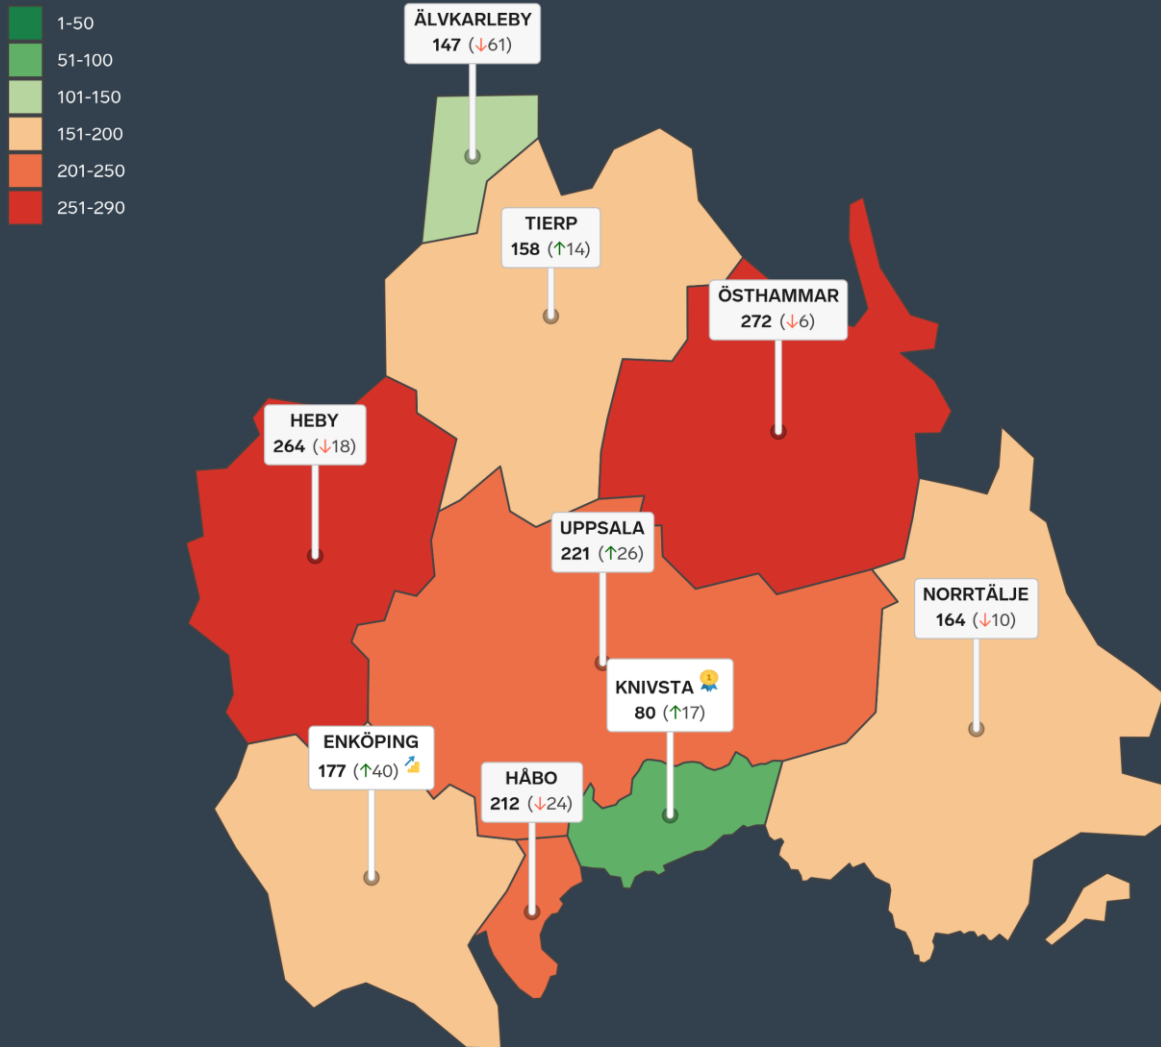 1-50
51-100
101-150
151-200
201-250
251-290
ÄLVKARLEBY
147 (↓61)
TIERP
158 (↑14)
ÖSTHAMMAR
272 (↓6)
HEBY
264 (↓18)
UPPSALA
221 (↑26)
NORRTÄLJE
164 (↓10)
KNIVSTA 1
80 (↑17)
ENKÖPING
177 (↑40)
HÅBO
212 (↓24)